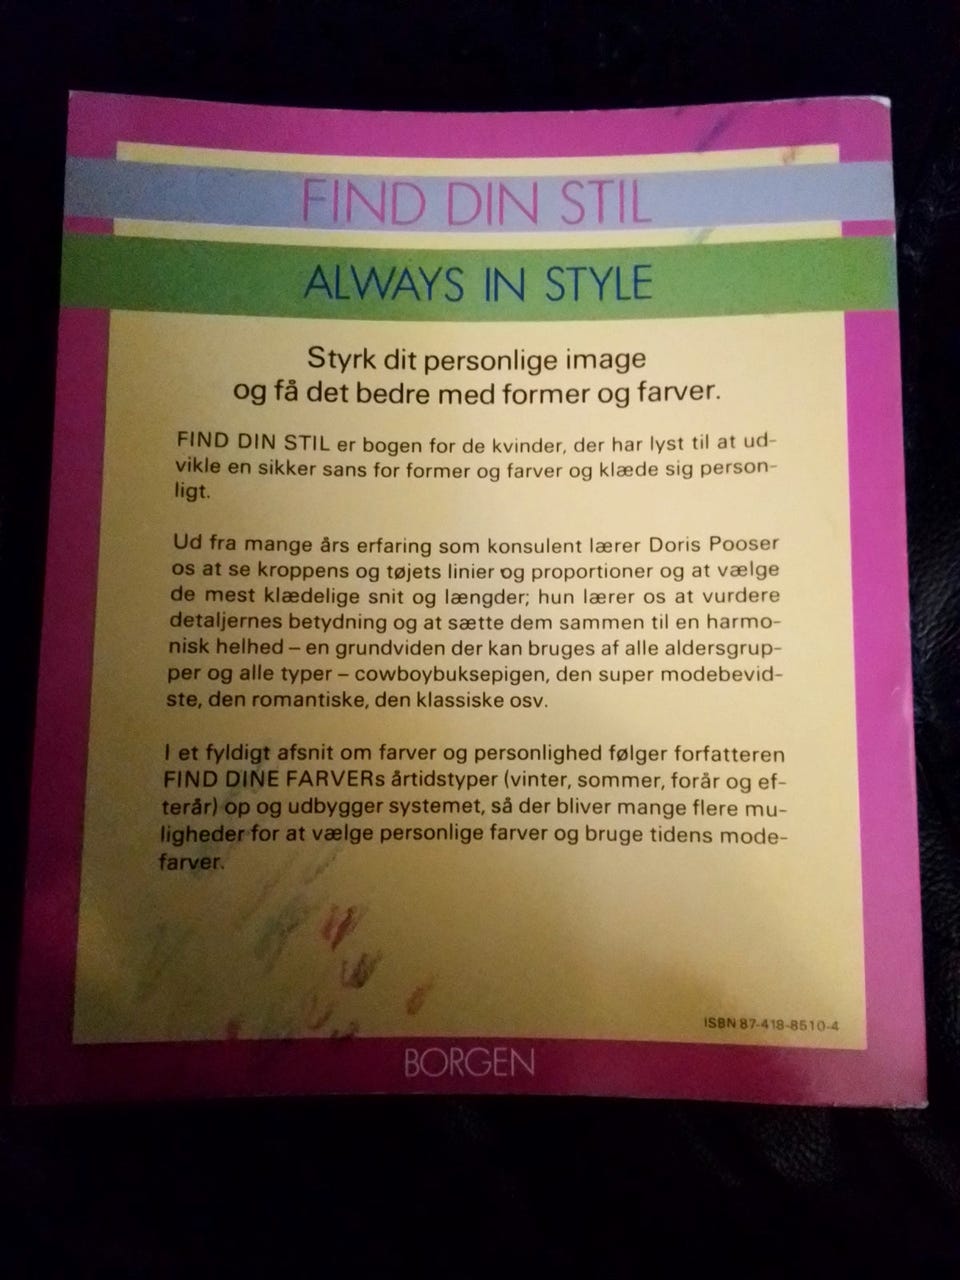 FIND DIN STIL
ALWAYS IN STYLE
Styrk dit personlige image
og få det bedre med former og farver.
FIND DIN STIL er bogen for de kvinder, der har lyst til at ud-
vikle en sikker sans for former og farver og klæde sig person-
ligt.
Ud fra mange års erfaring som konsulent lærer Doris Pooser
os at se kroppens og tøjets linier og proportioner og at vælge
de mest klædelige snit og længder; hun lærer os at vurdere
detaljernes betydning og at sætte dem sammen til en harmo-
nisk helhed – en grundviden der kan bruges af alle aldersgrup-
per og alle typer – cowboybuksepigen, den super modebevid-
ste, den romantiske, den klassiske osv.
I et fyldigt afsnit om farver og personlighed følger forfatteren
FIND DINE FARVERs årtidstyper (vinter, sommer, forår og ef-
terår) op og udbygger systemet, så der bliver mange flere mu-
ligheder for at vælge personlige farver og bruge tidens mode-
farver.
ISBN 87-418-8510-4
BORGEN